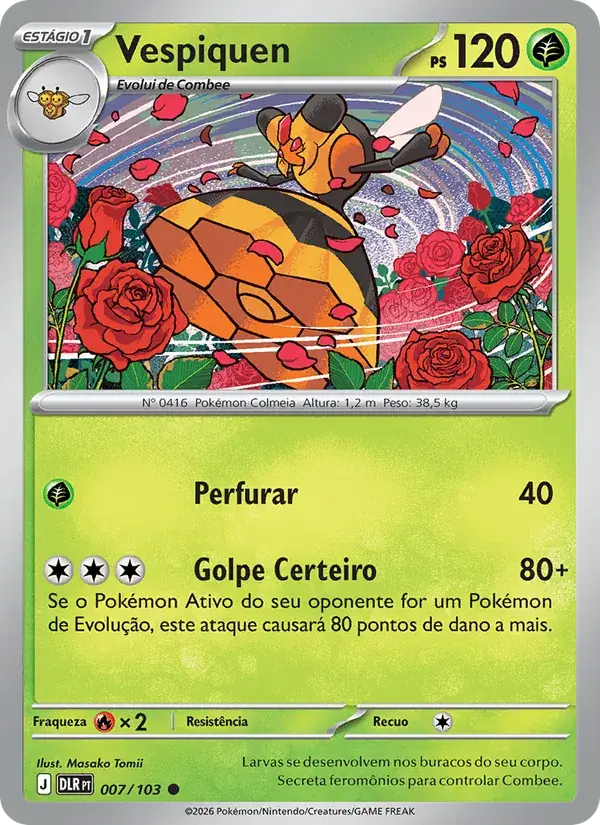 ESTÁGIO 1
Vespiquen
PS 120
Evolui de Combee
Nº 0416 Pokémon Colmeia Altura: 1,2 m Peso: 38,5 kg
Perfurar 40
Golpe Certeiro 80+
Se o Pokémon Ativo do seu oponente for um Pokémon
de Evolução, este ataque causará 80 pontos de dano a mais.
Fraqueza ×2 Resistência Recuo
Ilust. Masako Tomii
Larvas se desenvolvem nos buracos do seu corpo.
Secreta feromônios para controlar Combee.
J DLR PT 007/103
©2026 Pokémon/Nintendo/Creatures/GAME FREAK